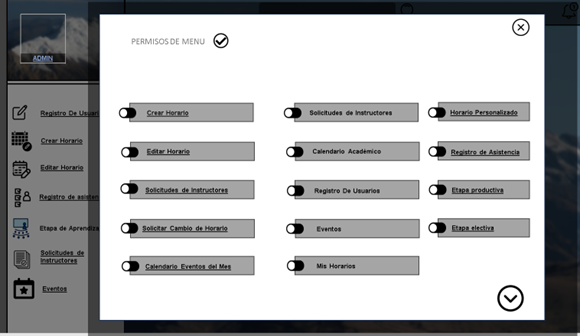 ADMIN
Registro De Usuari
Crear Horario
Editar Horario
Registro de asisten
Etapa de Aprendiza
Solicitudes de
Instructores
Eventos
PERMISOS DE MENU
Crear Horario
Solicitudes de Instructores
Horario Personalizado
Editar Horario
Calendario Académico
Registro de Asistencia
Solicitudes de Instructores
Registro De Usuarios
Etapa productiva
Solicitar Cambio de Horario
Eventos
Etapa electiva
Calendario Eventos del Mes
Mis Horarios